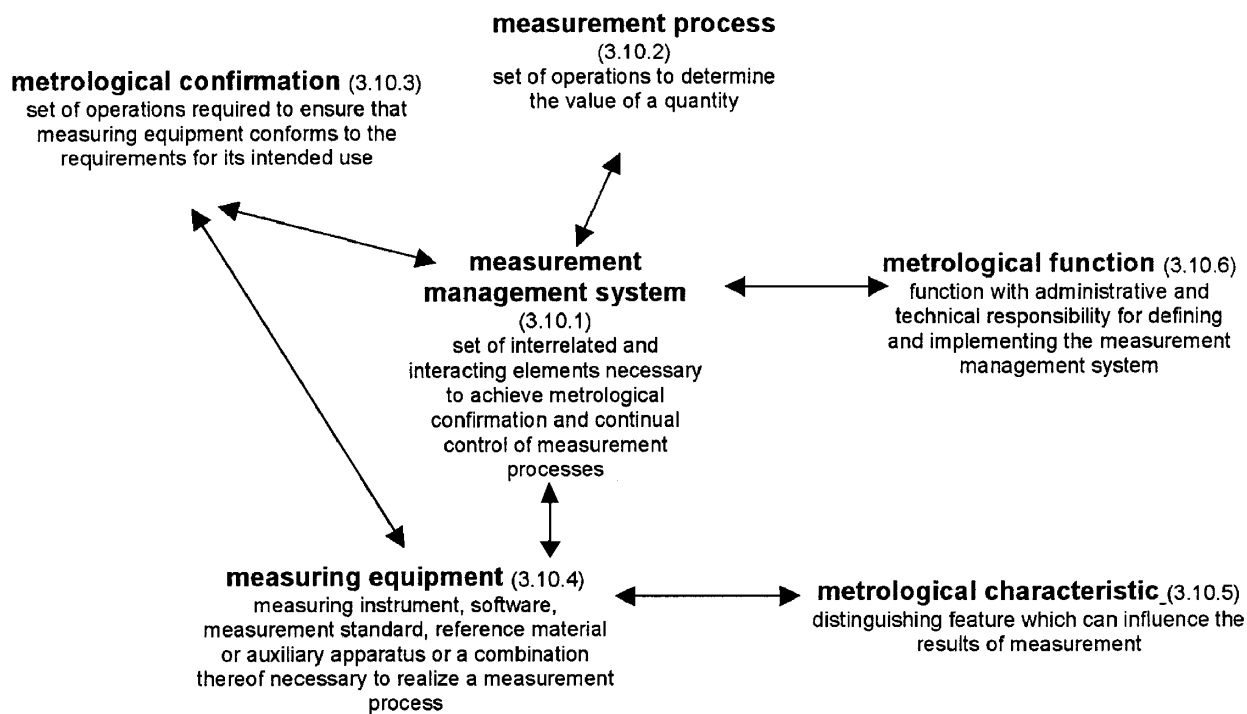 measurement process
(3.10.2)
set of operations to determine
the value of a quantity
metrological confirmation (3.10.3)
set of operations required to ensure that
measuring equipment conforms to the
requirements for its intended use
measurement
management system
(3.10.1)
set of interrelated and
interacting elements necessary
to achieve metrological
confirmation and continual
control of measurement
processes
metrological function (3.10.6)
function with administrative and
technical responsibility for defining
and implementing the measurement
management system
measuring equipment (3.10.4)
measuring instrument, software,
measurement standard, reference material
or auxiliary apparatus or a combination
thereof necessary to realize a measurement
process
metrological characteristic (3.10.5)
distinguishing feature which can influence the
results of measurement